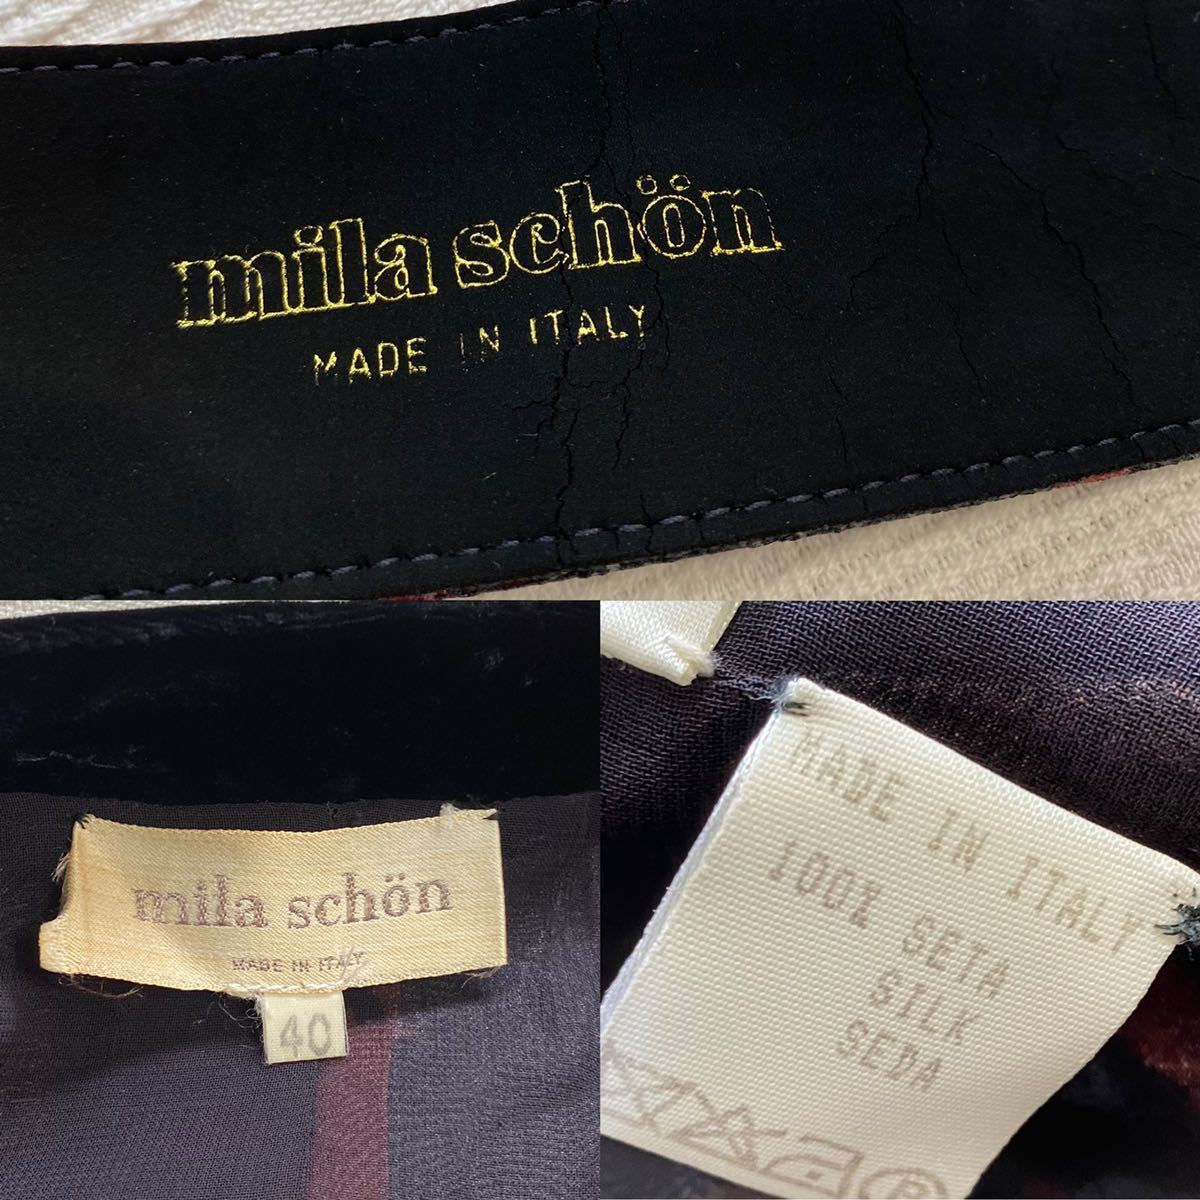 mila schön
MADE IN ITALY
mila schön
MADE IN ITALY
40
MADE IN ITALY
100% SETA
SILK
SEDA
P